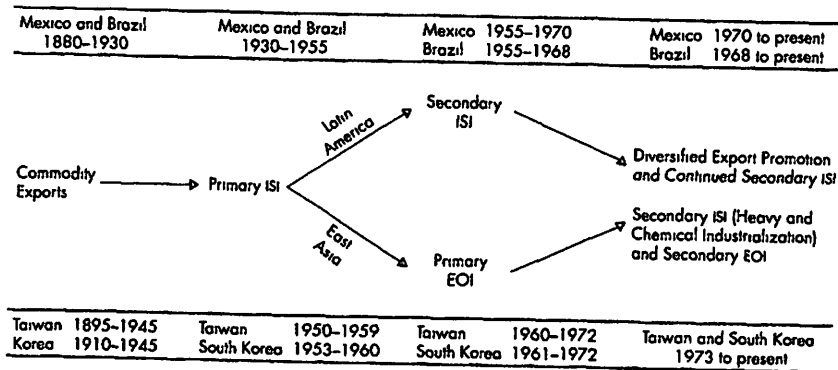 Mexico and Brazil
1880–1930
Mexico and Brazil
1930–1955
Mexico 1955–1970
Brazil 1955–1968
Mexico 1970 to present
Brazil 1968 to present
Commodity
Exports
Primary ISI
Latin
America
East
Asia
Secondary
ISI
Primary
EOI
Diversified Export Promotion
and Continued Secondary ISI
Secondary ISI (Heavy and
Chemical Industrialization)
and Secondary EOI
Taiwan 1895–1945
Korea 1910–1945
Taiwan 1950–1959
South Korea 1953–1960
Taiwan 1960–1972
South Korea 1961–1972
Taiwan and South Korea
1973 to present